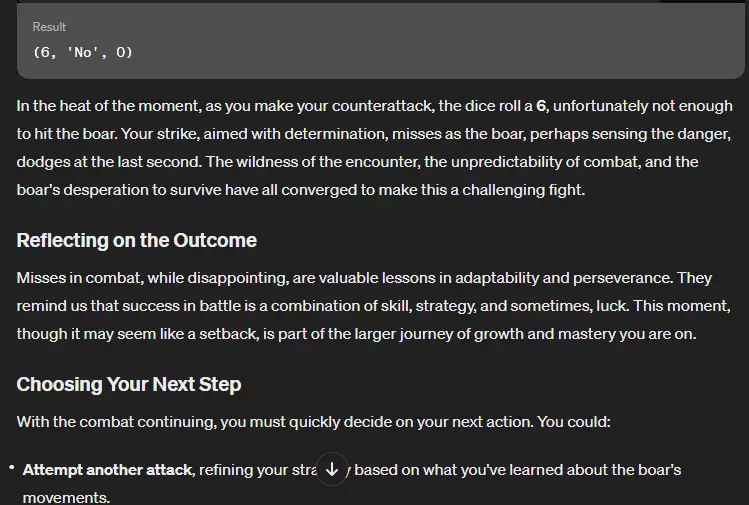 Result
(6, 'No', 0)
In the heat of the moment, as you make your counterattack, the dice roll a 6, unfortunately not enough
to hit the boar. Your strike, aimed with determination, misses as the boar, perhaps sensing the danger,
dodges at the last second. The wildness of the encounter, the unpredictability of combat, and the
boar's desperation to survive have all converged to make this a challenging fight.
Reflecting on the Outcome
Misses in combat, while disappointing, are valuable lessons in adaptability and perseverance. They
remind us that success in battle is a combination of skill, strategy, and sometimes, luck. This moment,
though it may seem like a setback, is part of the larger journey of growth and mastery you are on.
Choosing Your Next Step
With the combat continuing, you must quickly decide on your next action. You could:
• Attempt another attack, refining your based on what you've learned about the boar's
movements.